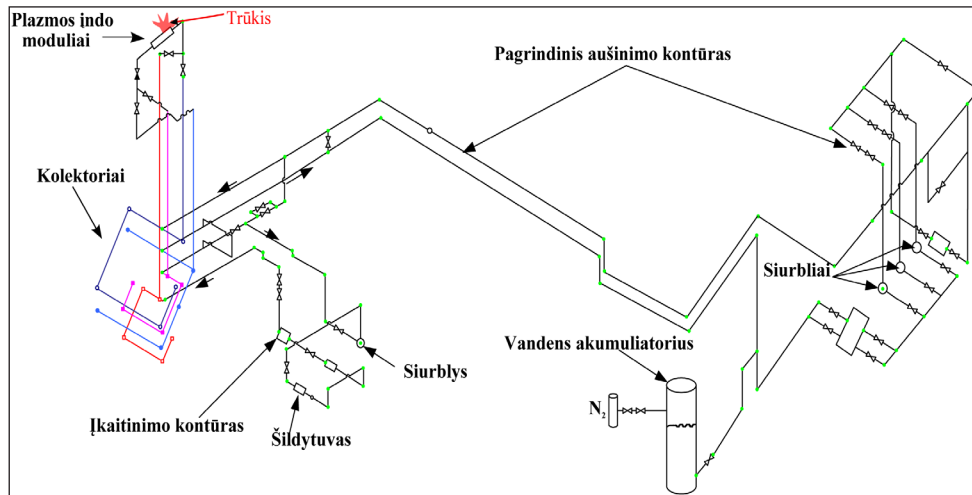 Plazmos indo
moduliai
Trūkis
Pagrindinis aušinimo kontūras
Kolektoriai
Siurbliai
Vandens akumuliatorius
Siurblys
N₂
Įkaitinimo kontūras
Šildytuvas